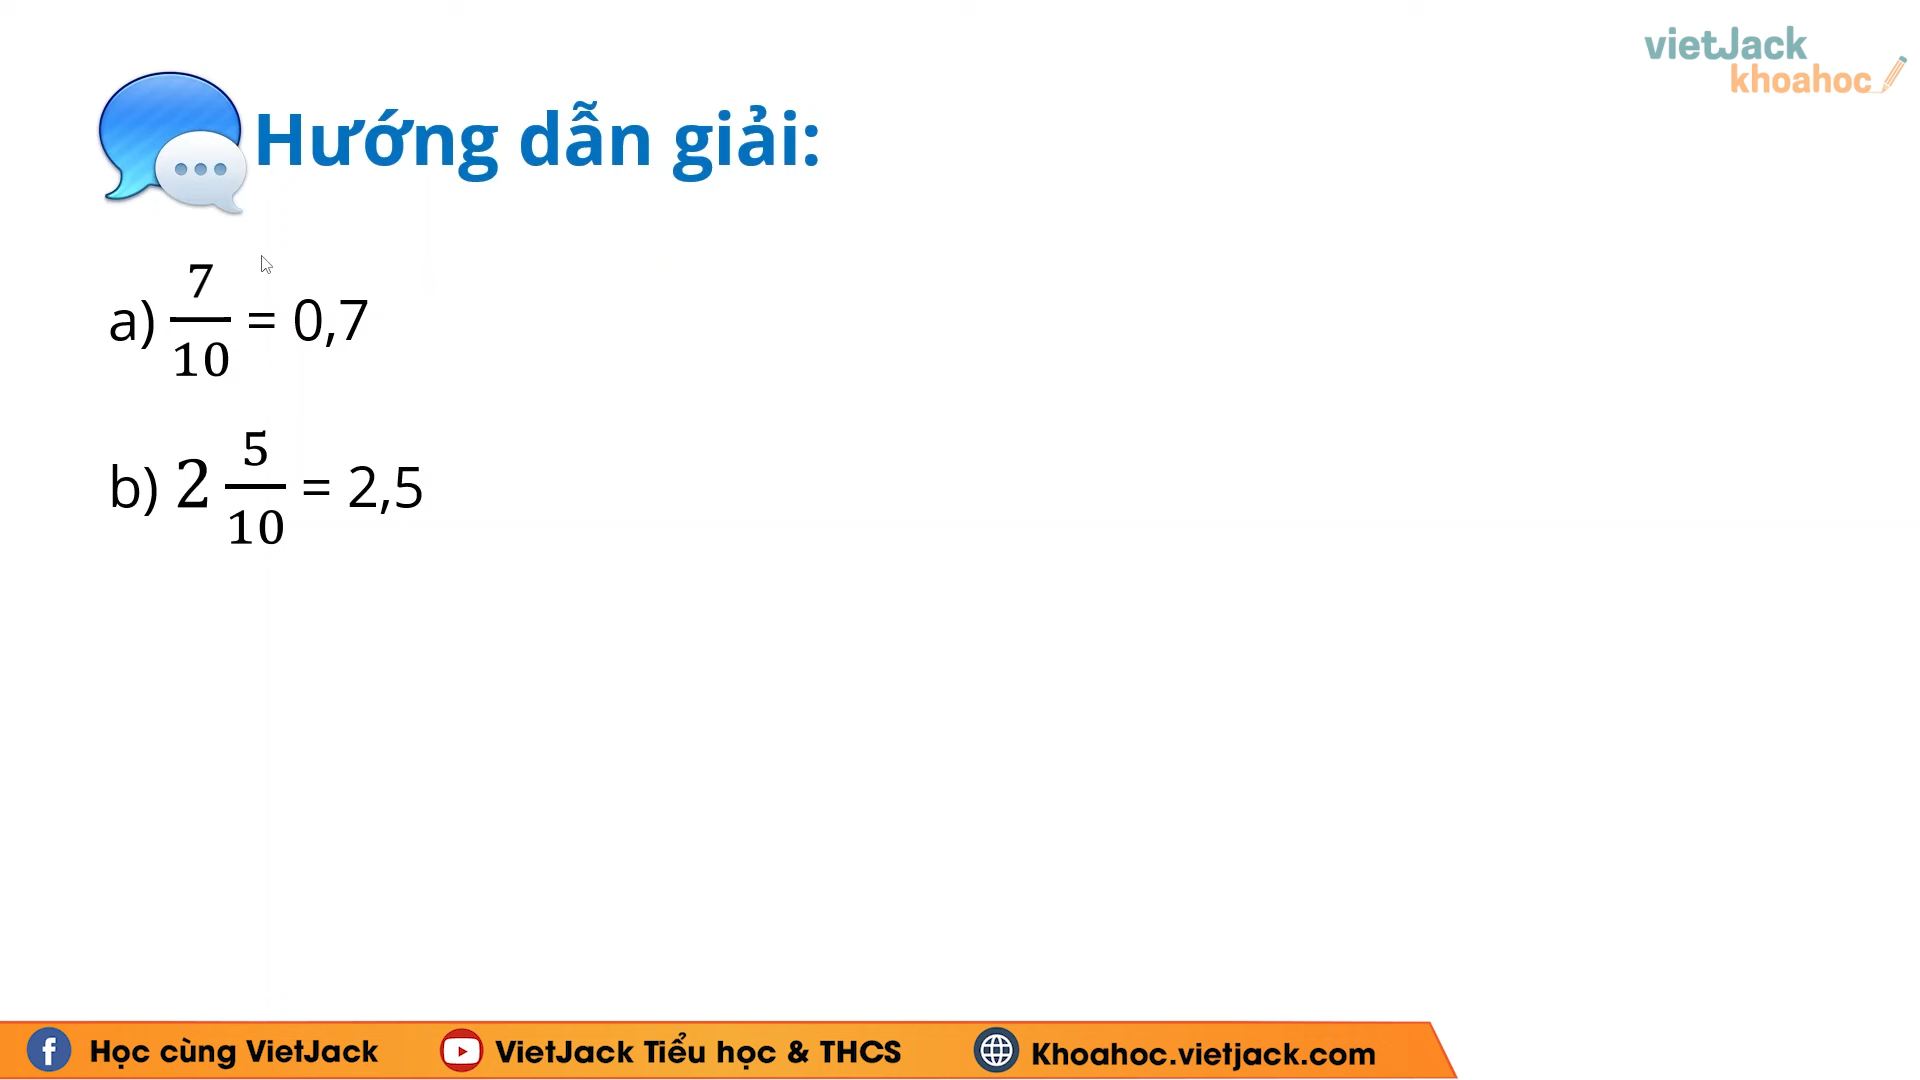 vietJack
khoahoc
Hướng dẫn giải:
a) 7/10 = 0,7
b) 2 5/10 = 2,5
Học cùng VietJack
VietJack Tiểu học & THCS
Khoahoc.vietjack.com